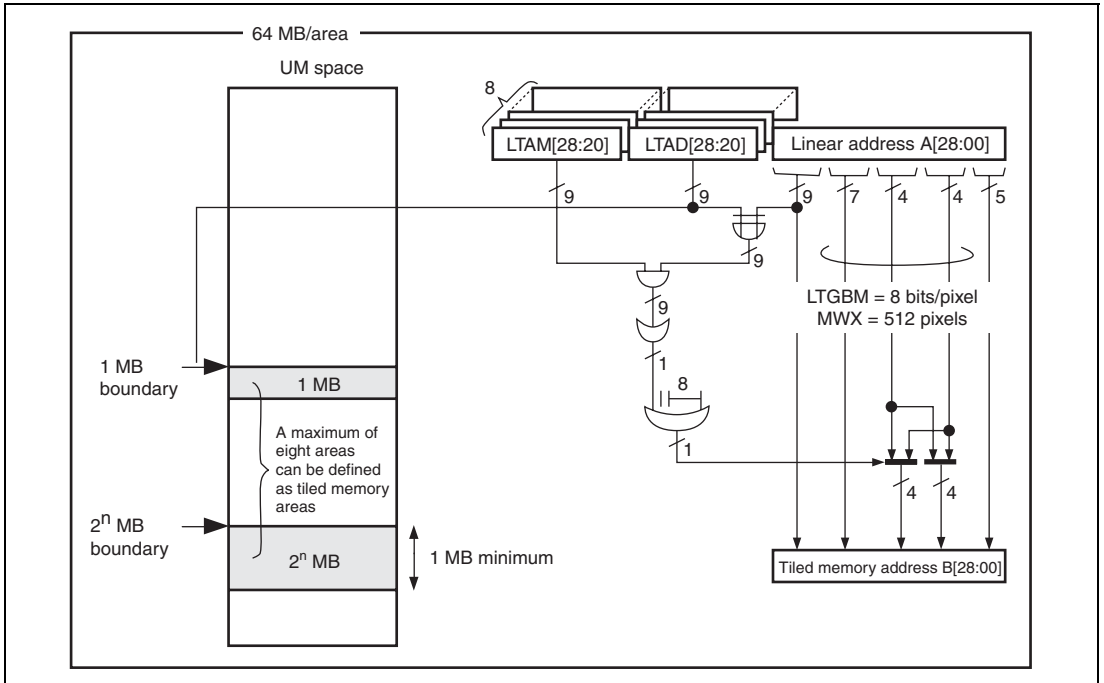 64 MB/area
UM space
8
LTAM[28:20]
LTAD[28:20]
Linear address A[28:00]
9
9
9
7
4
4
5
9
LTGBM = 8 bits/pixel
MWX = 512 pixels
9
1
8
1
4
4
1 MB
boundary
1 MB
A maximum of
eight areas
can be defined
as tiled memory
areas
2n MB
boundary
2n MB
1 MB minimum
Tiled memory address B[28:00]